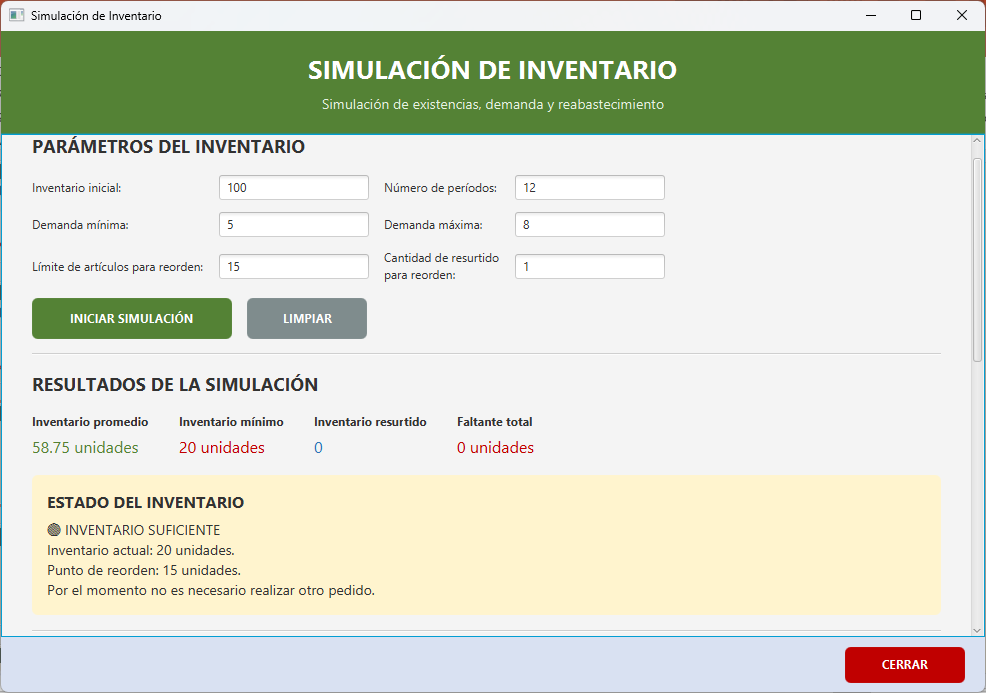 Simulación de Inventario
SIMULACIÓN DE INVENTARIO
Simulación de existencias, demanda y reabastecimiento
PARÁMETROS DEL INVENTARIO
Inventario inicial: 100 Número de períodos: 12
Demanda mínima: 5 Demanda máxima: 8
Límite de artículos para reorden: 15 Cantidad de resurtido para reorden: 1
INICIAR SIMULACIÓN LIMPIAR
RESULTADOS DE LA SIMULACIÓN
Inventario promedio Inventario mínimo Inventario resurtido Faltante total
58.75 unidades 20 unidades 0 0 unidades
ESTADO DEL INVENTARIO
INVENTARIO SUFICIENTE
Inventario actual: 20 unidades.
Punto de reorden: 15 unidades.
Por el momento no es necesario realizar otro pedido.
CERRAR